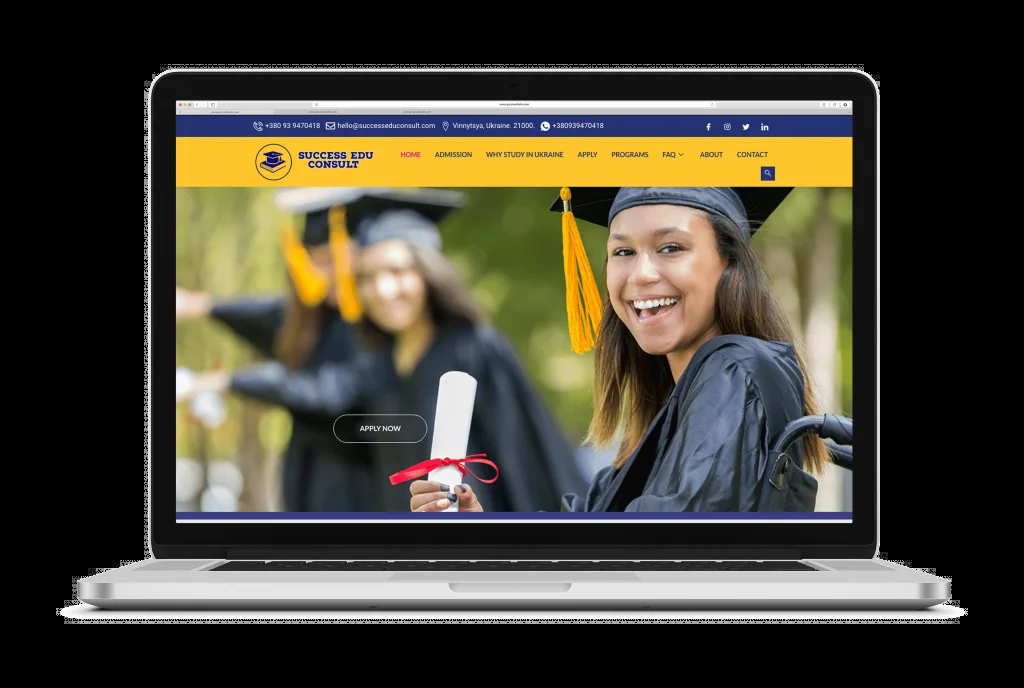 +380 93 9470418 hello@successeduconsult.com Vinnytsya, Ukraine. 21000. +380939470418
SUCCESS EDU
CONSULT
HOME ADMISSION WHY STUDY IN UKRAINE APPLY PROGRAMS FAQ ABOUT CONTACT
APPLY NOW